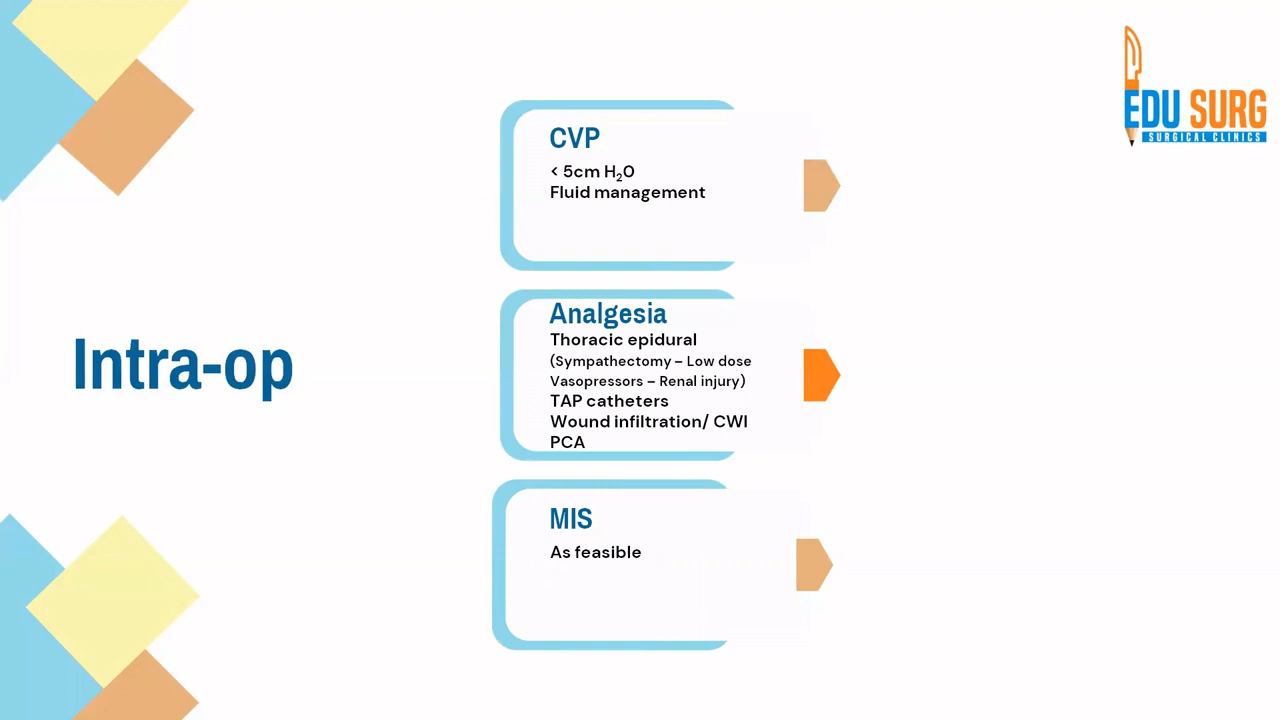 EDU SURG
SURGICAL CLINICS
Intra-op
CVP
< 5cm H₂0
Fluid management
Analgesia
Thoracic epidural
(Sympathectomy – Low dose
Vasopressors – Renal injury)
TAP catheters
Wound infiltration/ CWI
PCA
MIS
As feasible